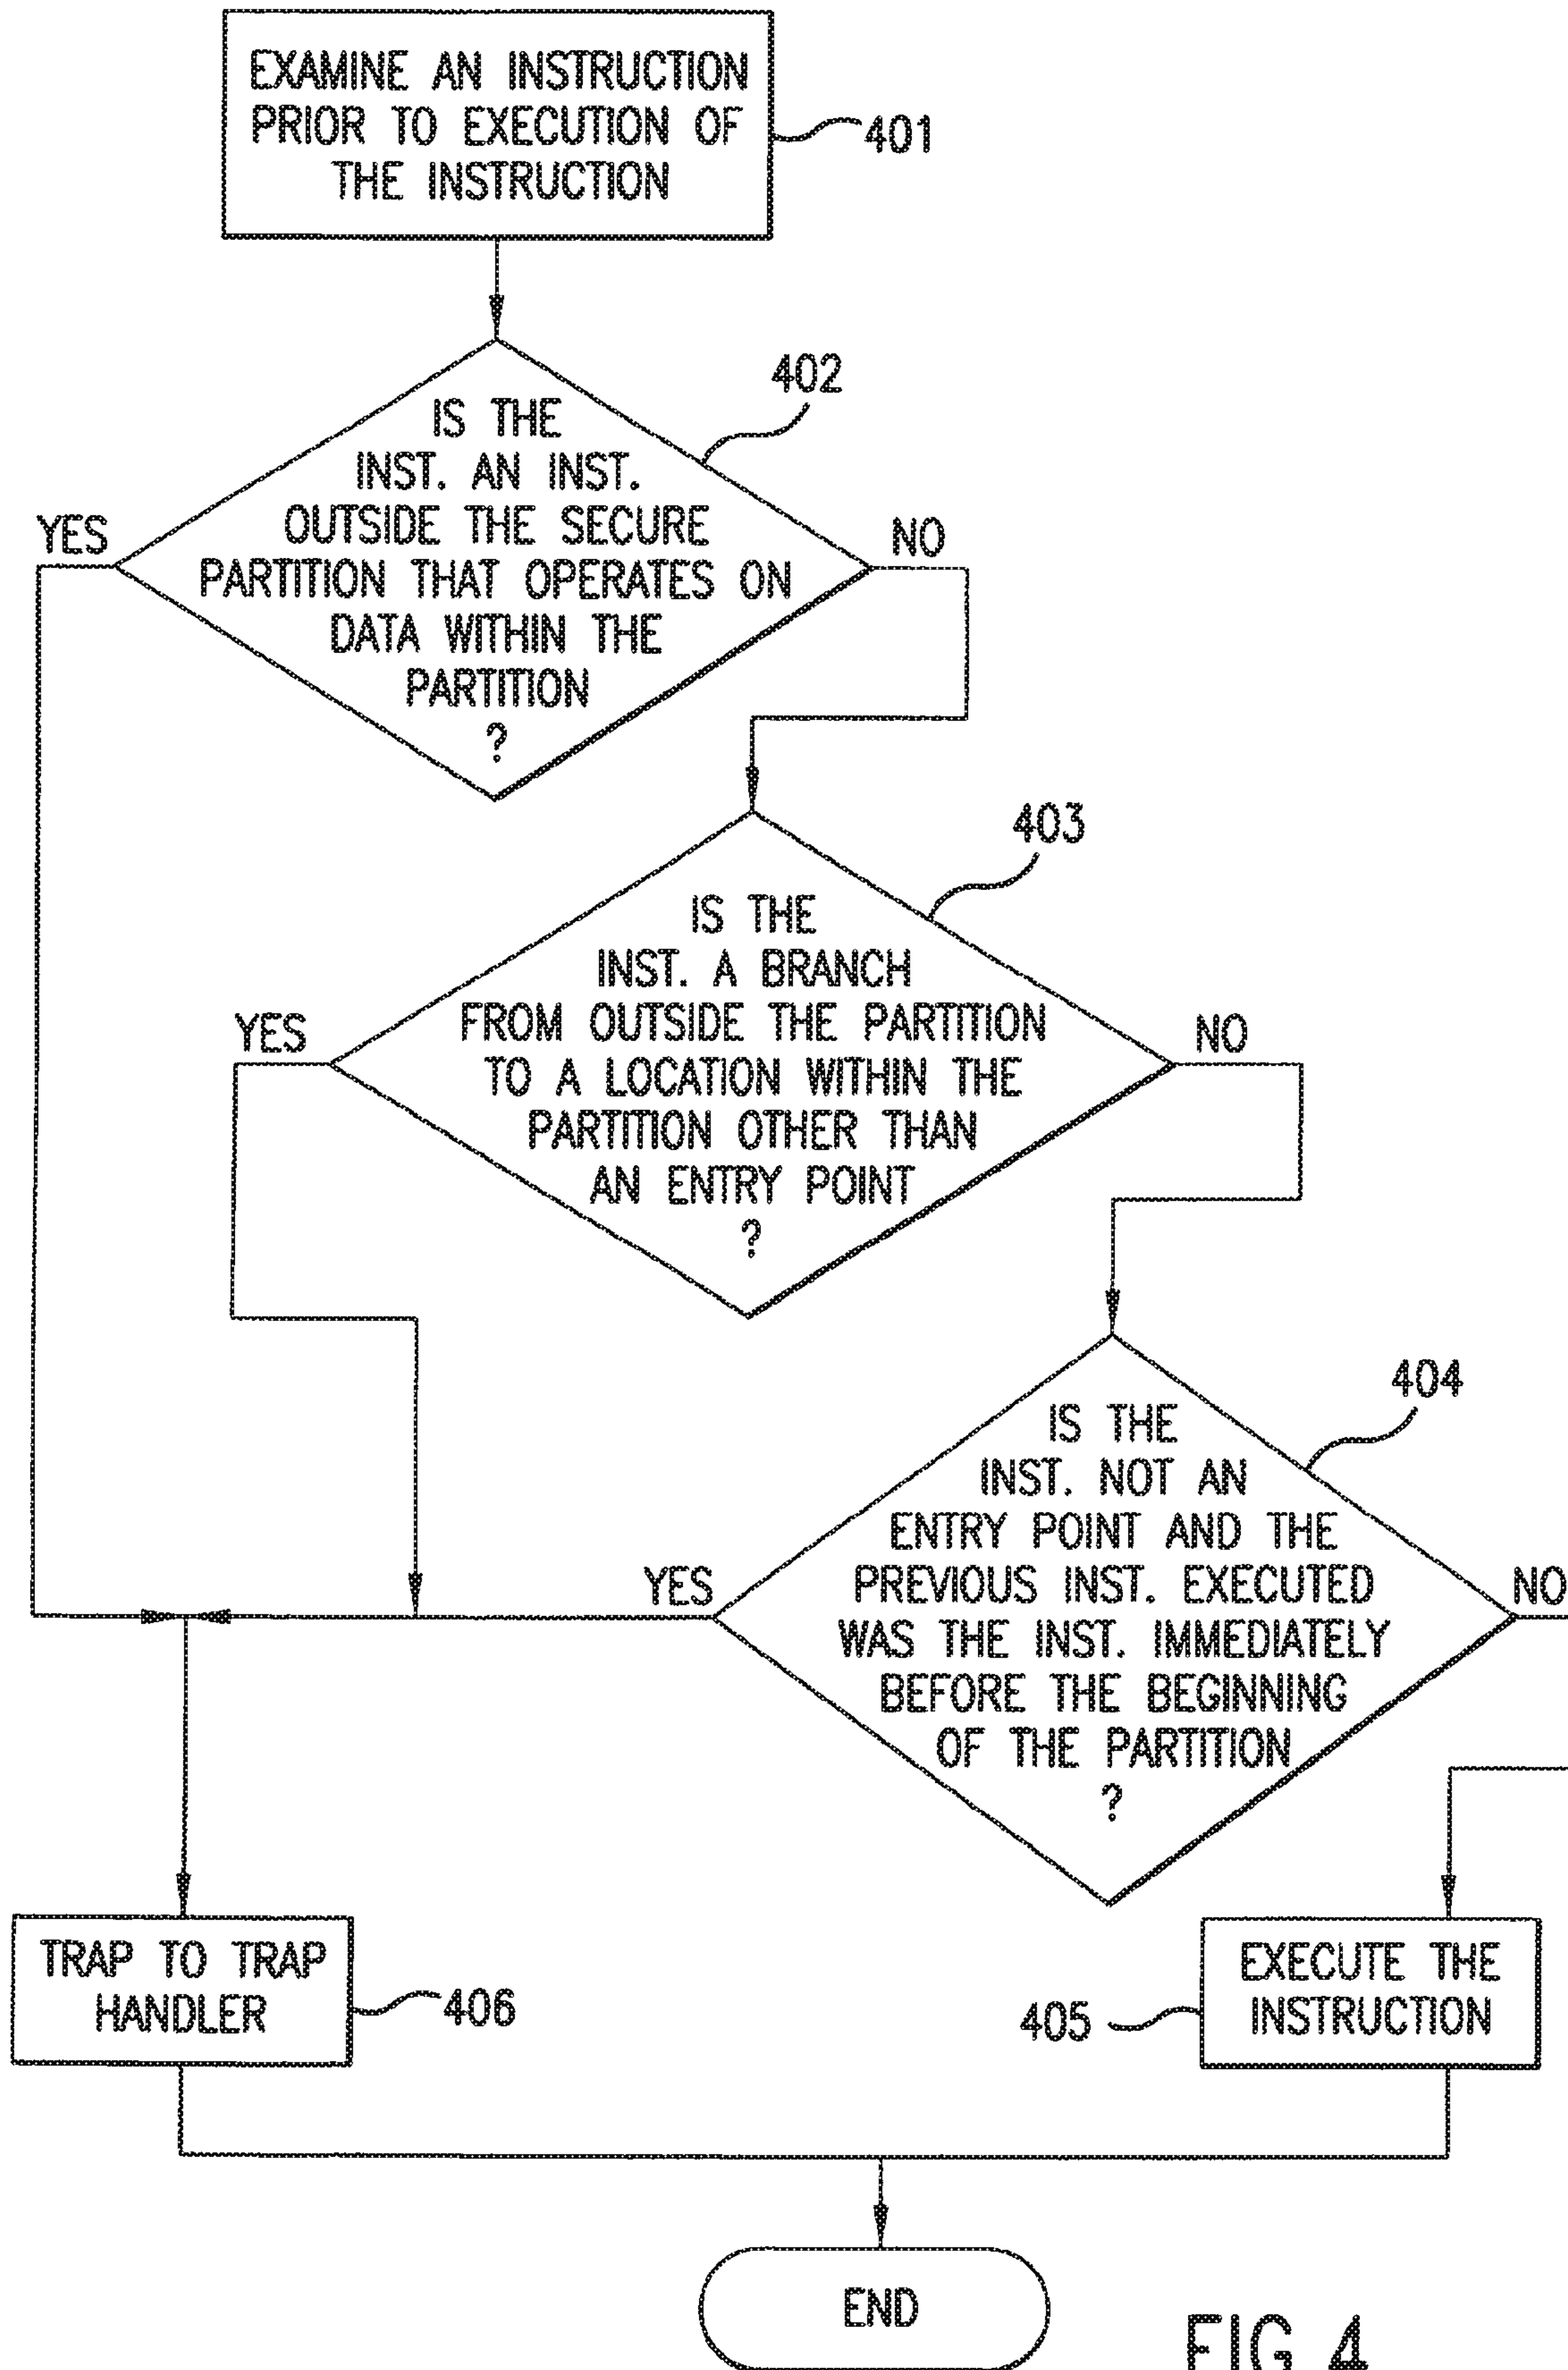 EXAMINE AN INSTRUCTION
PRIOR TO EXECUTION OF
THE INSTRUCTION
401
402
IS THE
INST. AN INST.
OUTSIDE THE SECURE
PARTITION THAT OPERATES ON
DATA WITHIN THE
PARTITION
?
YES
NO
403
IS THE
INST. A BRANCH
FROM OUTSIDE THE PARTITION
TO A LOCATION WITHIN THE
PARTITION OTHER THAN
AN ENTRY POINT
?
YES
NO
404
IS THE
INST. NOT AN
ENTRY POINT AND THE
PREVIOUS INST. EXECUTED
WAS THE INST. IMMEDIATELY
BEFORE THE BEGINNING
OF THE PARTITION
?
YES
NO
TRAP TO TRAP
HANDLER
406
405
EXECUTE THE
INSTRUCTION
END
FIG.4